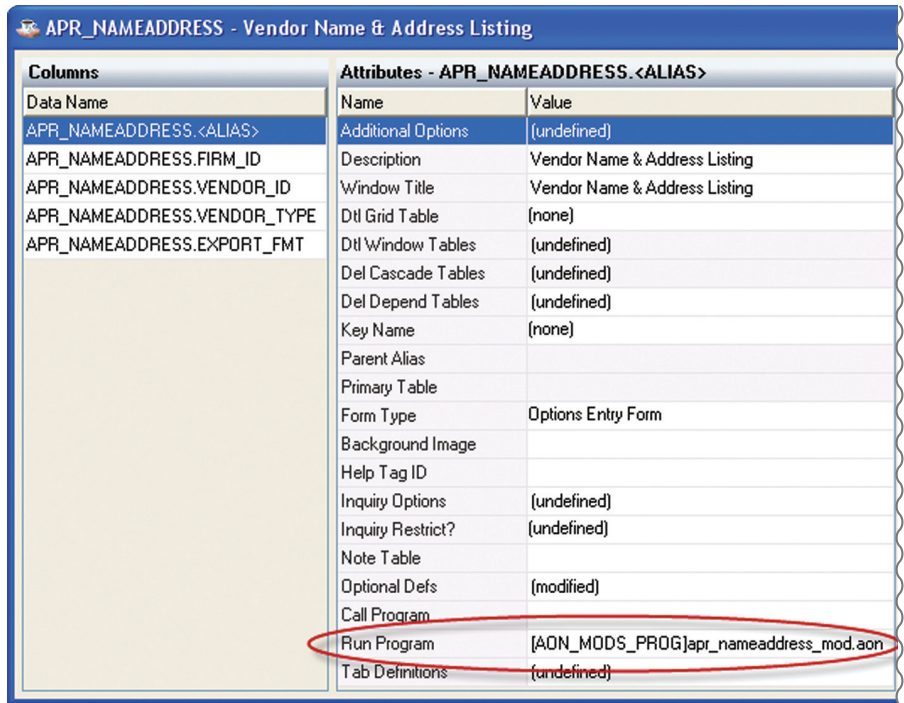 APR_NAMEADDRESS - Vendor Name & Address Listing
Columns
Data Name
APR_NAMEADDRESS.<ALIAS>
APR_NAMEADDRESS.FIRM_ID
APR_NAMEADDRESS.VENDOR_ID
APR_NAMEADDRESS.VENDOR_TYPE
APR_NAMEADDRESS.EXPORT_FMT
Attributes - APR_NAMEADDRESS.<ALIAS>
Name Value
Additional Options (undefined)
Description Vendor Name & Address Listing
Window Title Vendor Name & Address Listing
Dtl Grid Table (none)
Dtl Window Tables (undefined)
Del Cascade Tables (undefined)
Del Depend Tables (undefined)
Key Name (none)
Parent Alias
Primary Table
Form Type Options Entry Form
Background Image
Help Tag ID
Inquiry Options (undefined)
Inquiry Restrict? (undefined)
Note Table
Optional Defs (modified)
Call Program
Run Program [AON_MODS_PROG]apr_nameaddress_mod.aon
Tab Definitions (undefined)